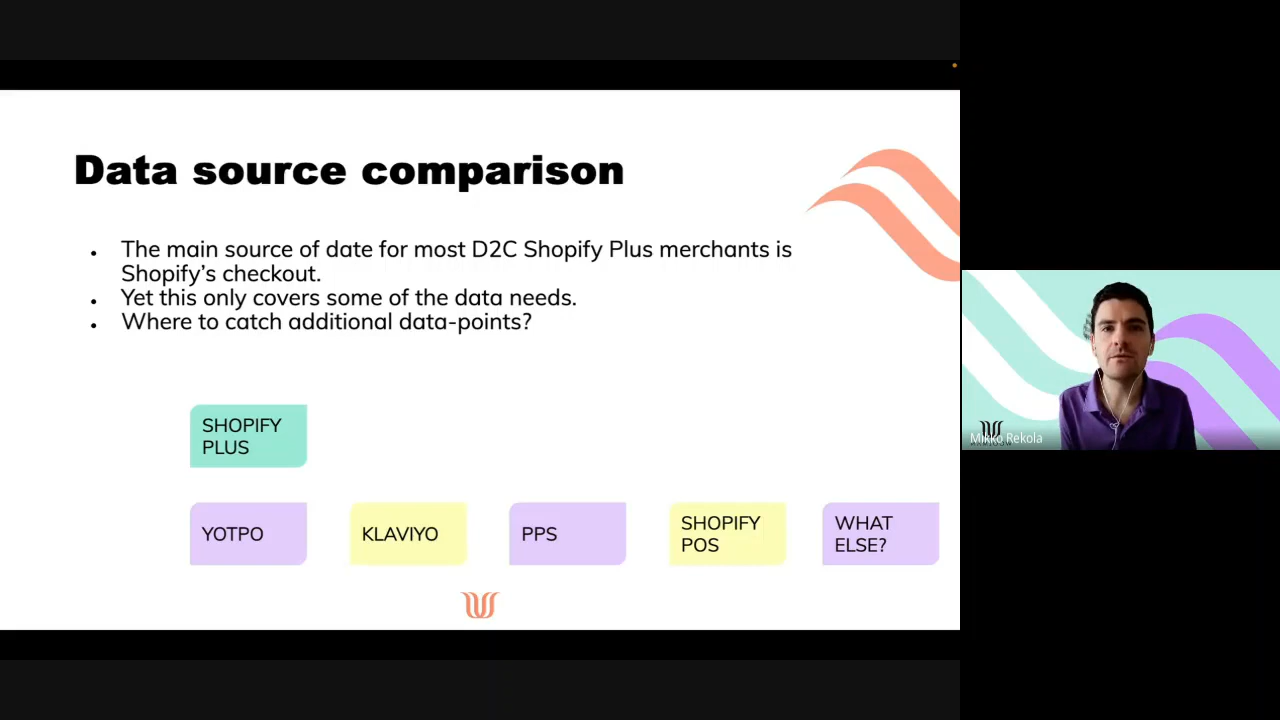 Data source comparison
• The main source of date for most D2C Shopify Plus merchants is
Shopify's checkout.
• Yet this only covers some of the data needs.
• Where to catch additional data-points?
SHOPIFY
PLUS
YOTPO
KLAVIYO
PPS
SHOPIFY
POS
WHAT
ELSE?
Mikko Rekola